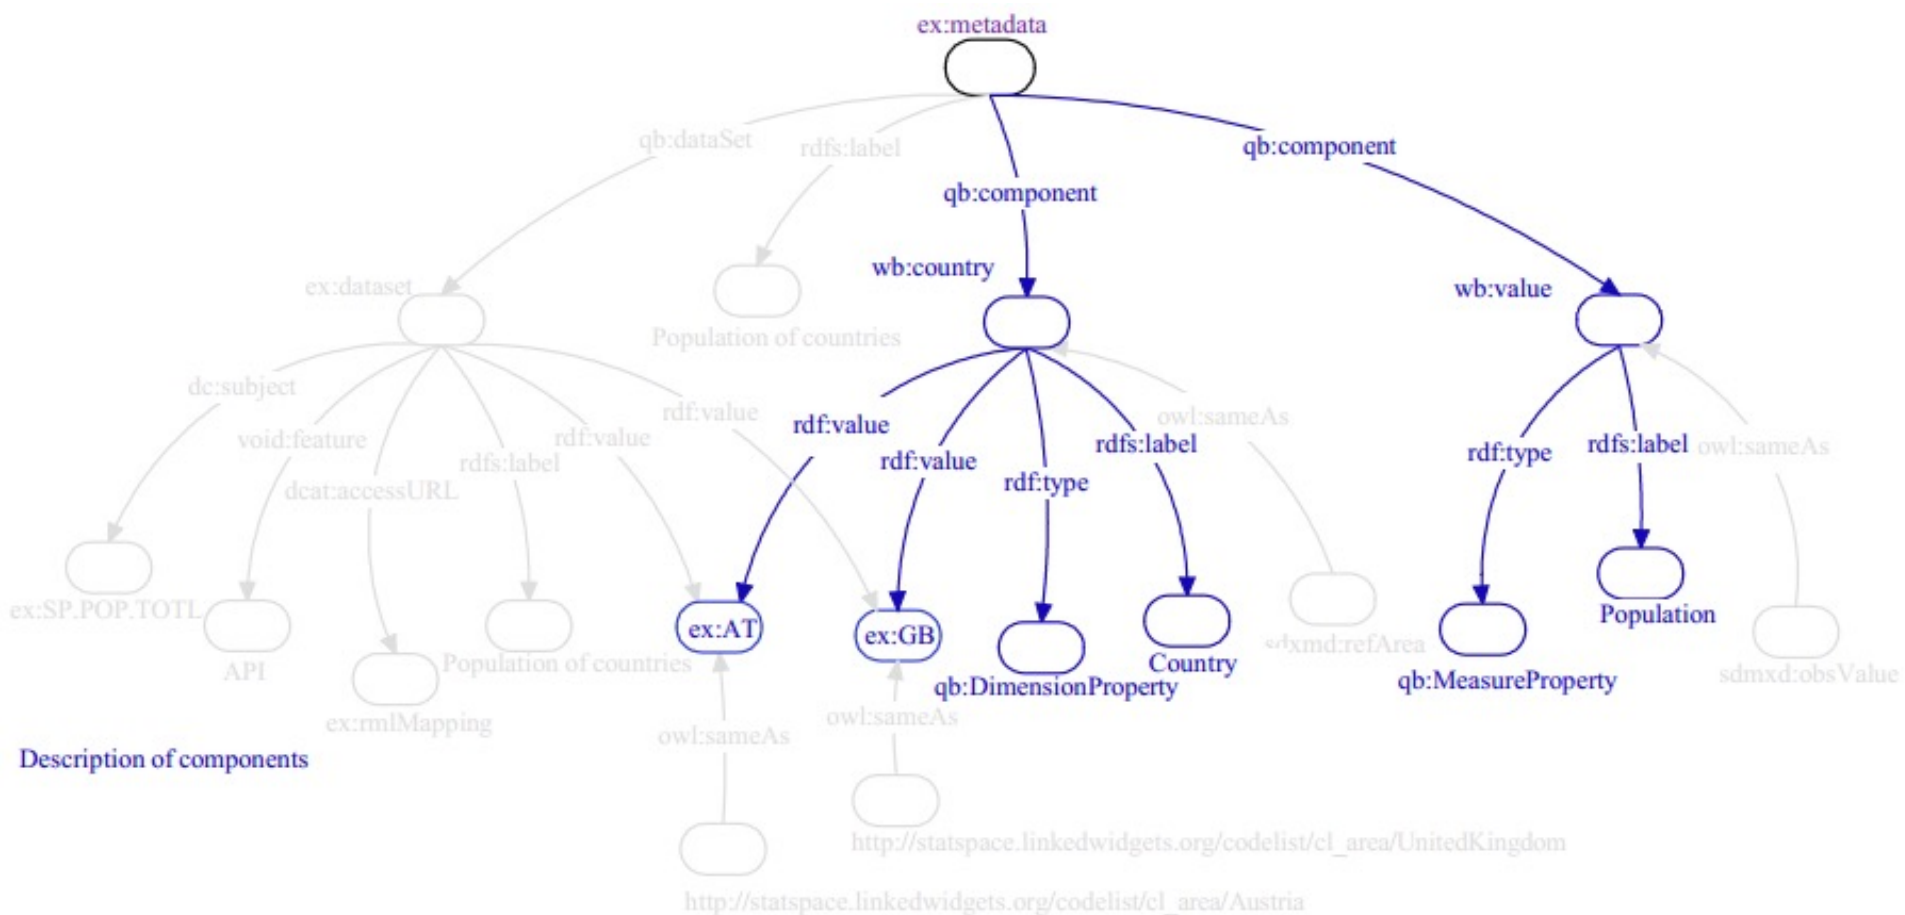 ex:metadata
qb:dataSet
rdfs:label
qb:component
qb:component
wb:country
wb:value
ex:dataset
Population of countries
dc:subject
void:feature
dcat:accessURL
rdfs:label
rdf:value
rdf:value
rdf:value
rdf:value
rdf:type
rdfs:label
owl:sameAs
rdf:type
rdfs:label
owl:sameAs
ex:SP.POP.TOTL
API
ex:rmlMapping
Population of countries
ex:AT
ex:GB
qb:DimensionProperty
Country
sdxmd:refArea
qb:MeasureProperty
Population
sdmxd:obsValue
owl:sameAs
owl:sameAs
Description of components
http://statspace.linkedwidgets.org/codelist/cl_area/UnitedKingdom
http://statspace.linkedwidgets.org/codelist/cl_area/Austria